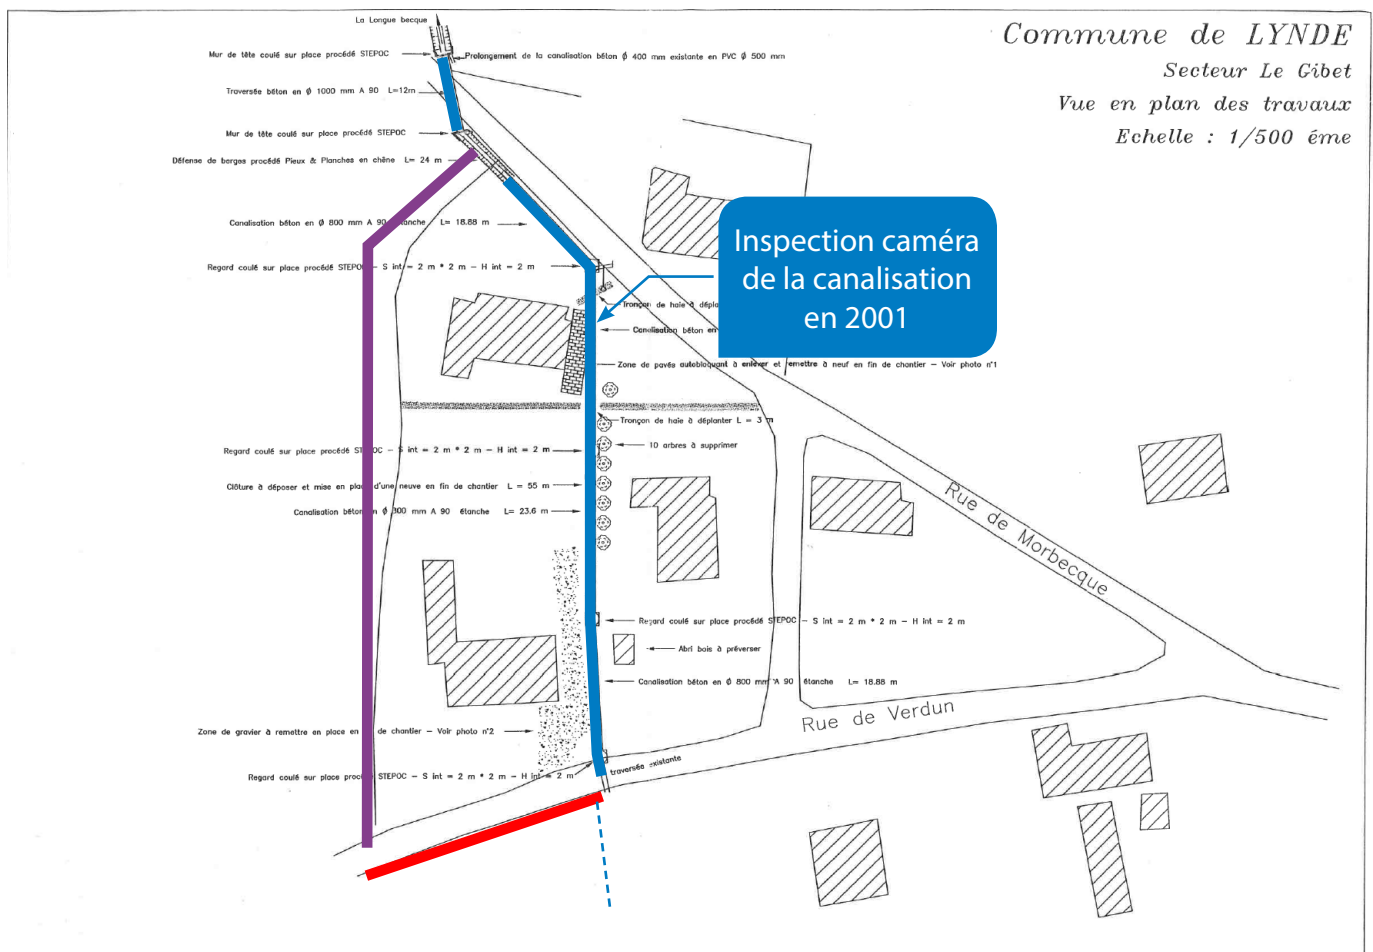 La Longue becque
Commune de LYNDE
Secteur Le Gibet
Vue en plan des travaux
Echelle : 1/500 éme
Mur de tête coulé sur place procédé STEPOC
Prolongement de la canalisation béton ϕ 400 mm existante en PVC ϕ 500 mm
Traversée béton en ϕ 1000 mm A 90 L=12m
Mur de tête coulé sur place procédé STEPOC
Défense de berges procédé Pieux & Planches en chêne L= 24 m
Canalisation béton en ϕ 800 mm A 90 étanche L= 18.88 m
Inspection caméra
de la canalisation
en 2001
Regard coulé sur place procédé STEPOC - S int = 2 m * 2 m - H int = 2 m
Tronçon de haie à
Canalisation béton en
Zone de pavés autobloquant à enlever et remettre à neuf en fin de chantier - Voir photo n°1
Tronçon de haie à déplanter L = 3 m
10 arbres à supprimer
Regard coulé sur place procédé STEPOC - S int = 2 m * 2 m - H int = 2 m
Clôture à déposer et mise en place d'une neuve en fin de chantier L = 55 m
Canalisation béton en ϕ 800 mm A 90 étanche L= 23.6 m
Rue de Morbecque
Regard coulé sur place procédé STEPOC - S int = 2 m * 2 m - H int = 2 m
Abri bois à préverser
Canalisation béton en ϕ 800 mm A 90 étanche L= 18.88 m
Rue de Verdun
Zone de gravier à remettre en place en de chantier - Voir photo n°2
traversée existante
Regard coulé sur place procédé STEPOC - S int = 2 m * 2 m - H int = 2 m